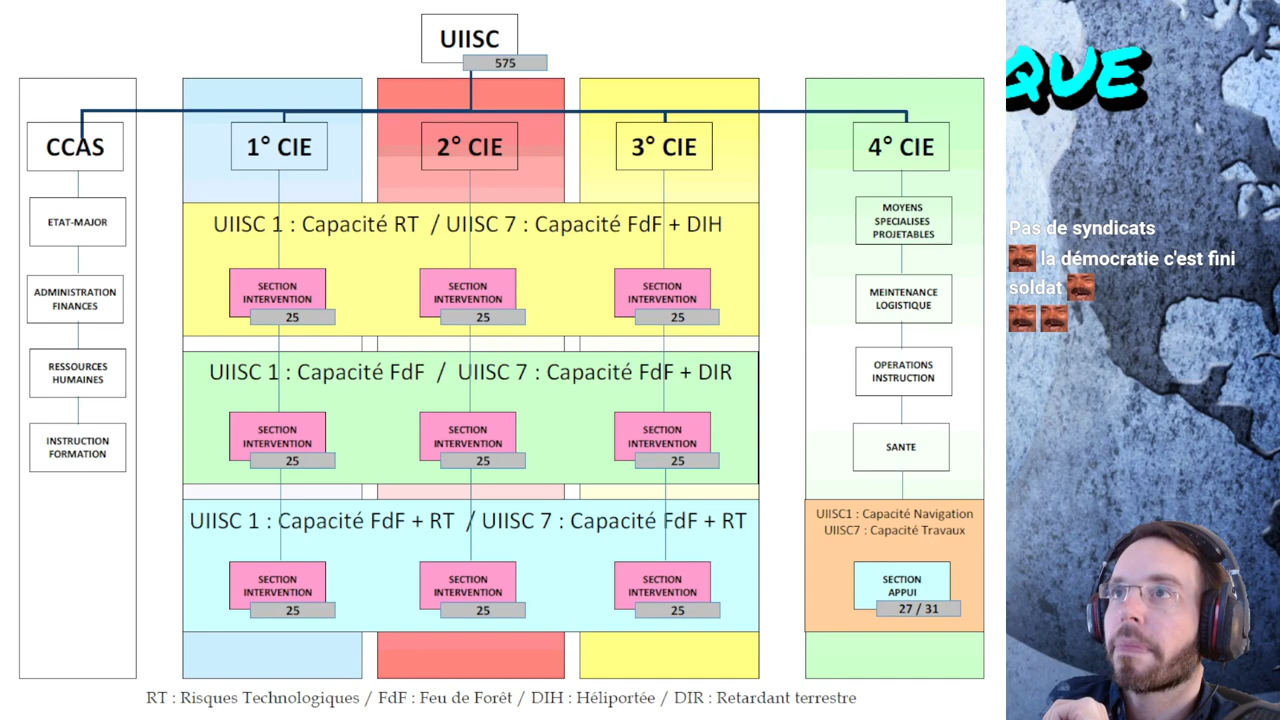 UIISC
575
CCAS
1° CIE
2° CIE
3° CIE
4° CIE
ETAT-MAJOR
ADMINISTRATION
FINANCES
RESSOURCES
HUMAINES
INSTRUCTION
FORMATION
UIISC 1 : Capacité RT / UIISC 7 : Capacité FdF + DIH
SECTION
INTERVENTION
25
SECTION
INTERVENTION
25
SECTION
INTERVENTION
25
UIISC 1 : Capacité FdF / UIISC 7 : Capacité FdF + DIR
SECTION
INTERVENTION
25
SECTION
INTERVENTION
25
SECTION
INTERVENTION
25
UIISC 1 : Capacité FdF + RT / UIISC 7 : Capacité FdF + RT
SECTION
INTERVENTION
25
SECTION
INTERVENTION
25
SECTION
INTERVENTION
25
MOYENS
SPECIALISES
PROJETABLES
MEINTENANCE
LOGISTIQUE
OPERATIONS
INSTRUCTION
SANTE
UIISC1 : Capacité Navigation
UIISC7 : Capacité Travaux
SECTION
APPUI
27 / 31
RT : Risques Technologiques / FdF : Feu de Forêt / DIH : Héliportée / DIR : Retardant terrestre
QUE
Pas de syndicats
la démocratie c'est fini
soldat